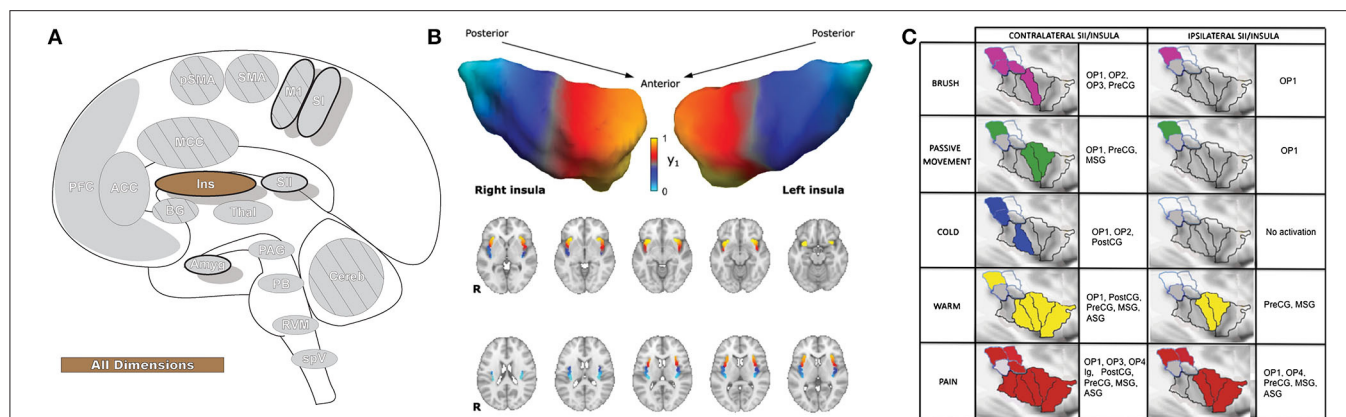 A
pSMA
SMA
M1
SI
MCC
PFC
ACC
Ins
SII
BG
Thal
PAG
Amyg
PB
Cereb
RVM
spV
All Dimensions
B
Posterior
Posterior
Anterior
1
y1
0
Right insula
Left insula
R
R
C
CONTRALATERAL SII/INSULA
IPSILATERAL SII/INSULA
BRUSH
OP1, OP2,
OP3, PreCG
OP1
PASSIVE
MOVEMENT
OP1, PreCG,
MSG
OP1
COLD
OP1, OP2,
PostCG
No activation
WARM
OP1, PostCG,
PreCG, MSG,
ASG
PreCG, MSG
PAIN
OP1, OP3, OP4
Ig, PostCG,
PreCG, MSG,
ASG
OP1, OP4,
PreCG, MSG,
ASG